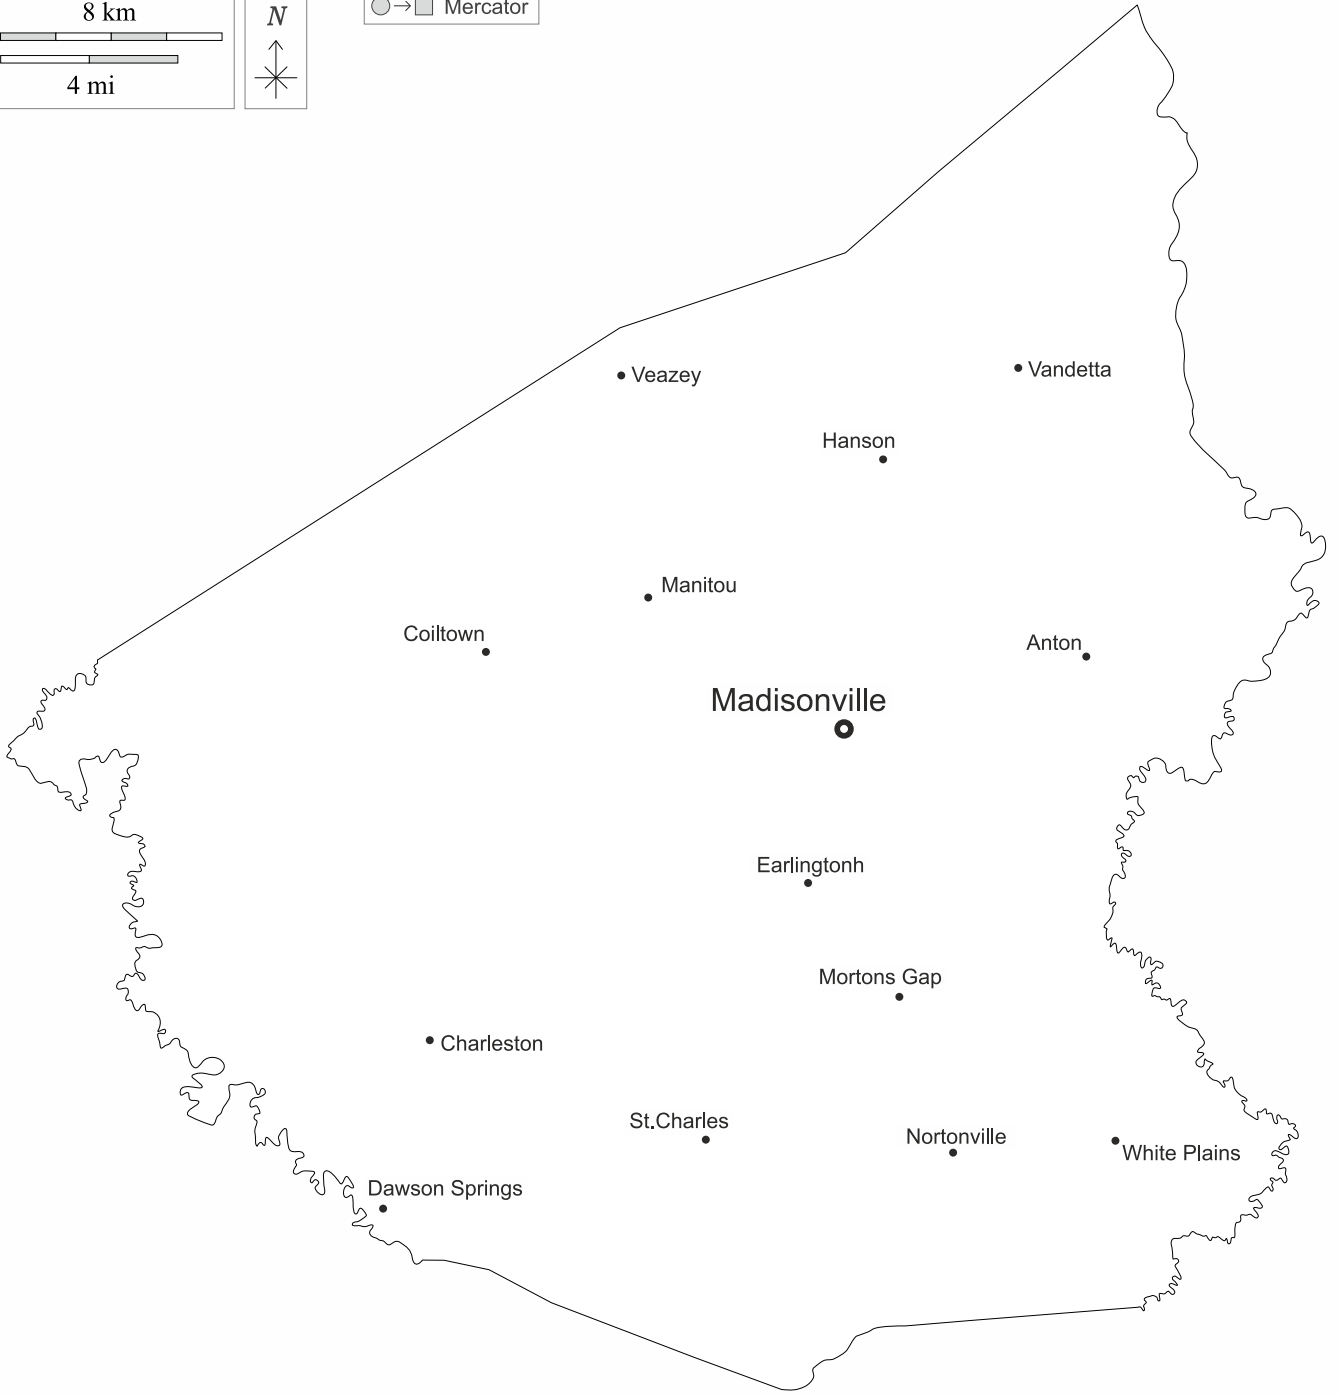 8 km
4 mi
N
Mercator
Veazey
Vandetta
Hanson
Manitou
Coiltown
Anton
Madisonville
Earlingtonh
Mortons Gap
Charleston
St.Charles
Nortonville
White Plains
Dawson Springs